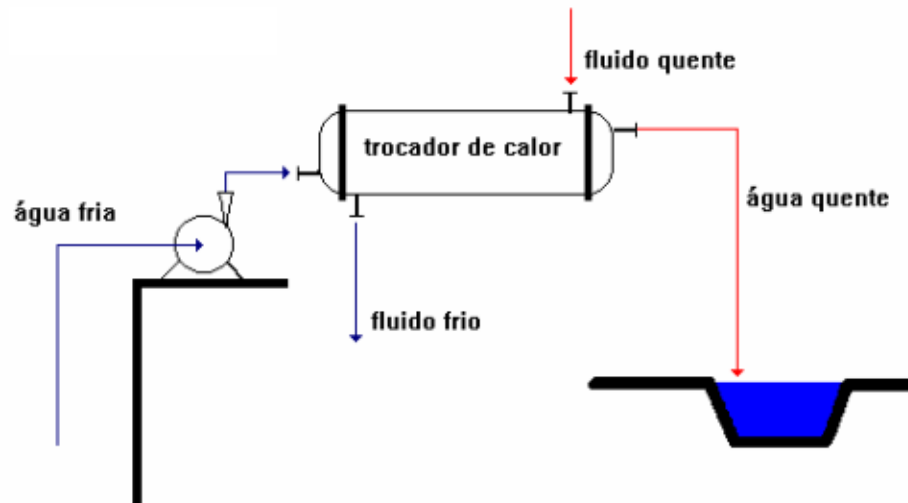 fluido quente
trocador de calor
água quente
água fria
fluido frio